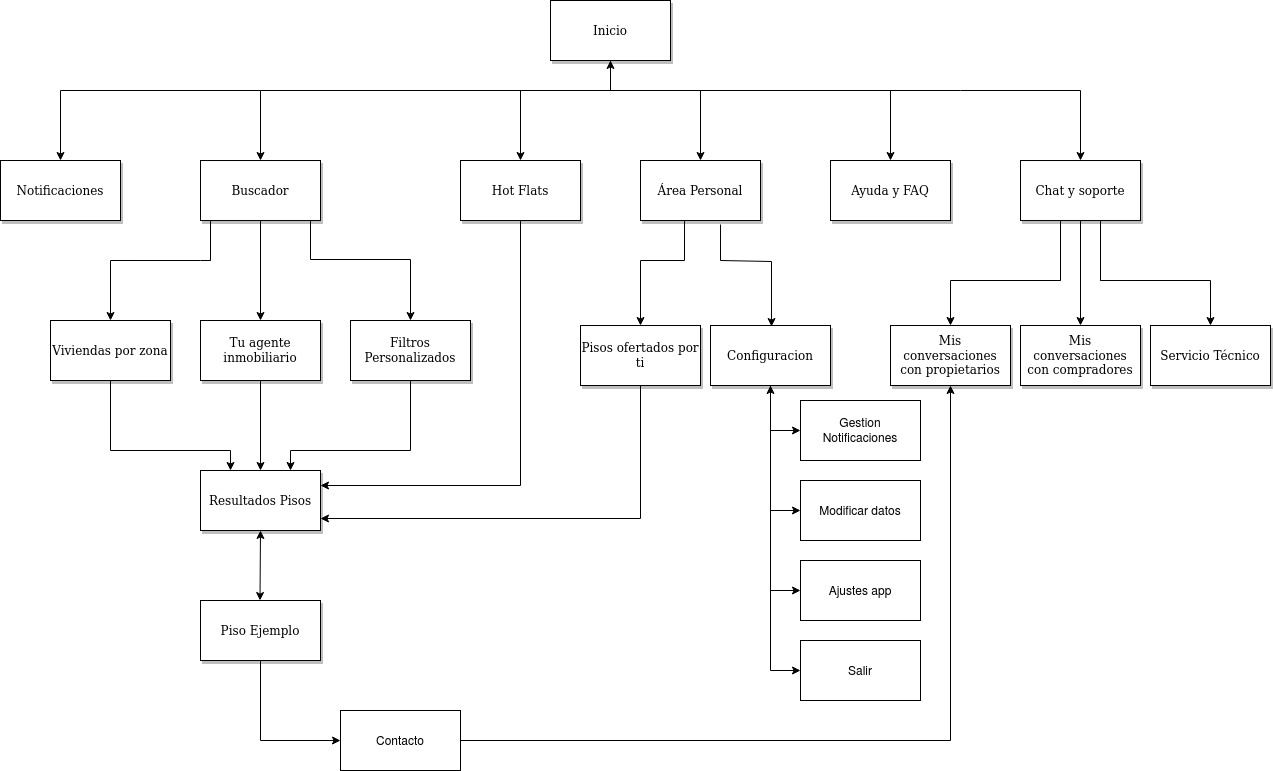 Inicio
Notificaciones
Buscador
Hot Flats
Área Personal
Ayuda y FAQ
Chat y soporte
Viviendas por zona
Tu agente
inmobiliario
Filtros
Personalizados
Pisos ofertados por
ti
Configuracion
Mis
conversaciones
con propietarios
Mis
conversaciones
con compradores
Servicio Técnico
Gestion
Notificaciones
Resultados Pisos
Modificar datos
Ajustes app
Piso Ejemplo
Salir
Contacto